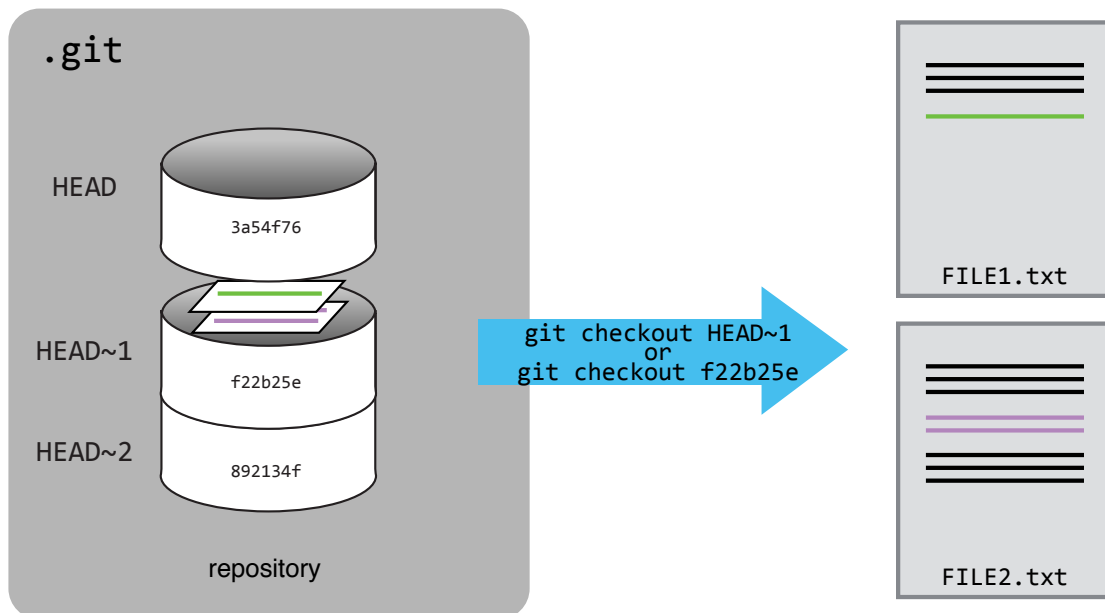 .git
HEAD
3a54f76
HEAD~1
f22b25e
HEAD~2
892134f
repository
git checkout HEAD~1
or
git checkout f22b25e
FILE1.txt
FILE2.txt